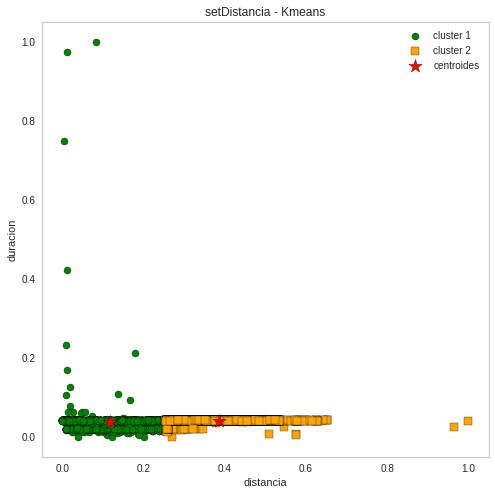 setDistancia - Kmeans
cluster 1
cluster 2
centroides
duracion
1.0
0.8
0.6
0.4
0.2
0.0
0.0 0.2 0.4 0.6 0.8 1.0
distancia